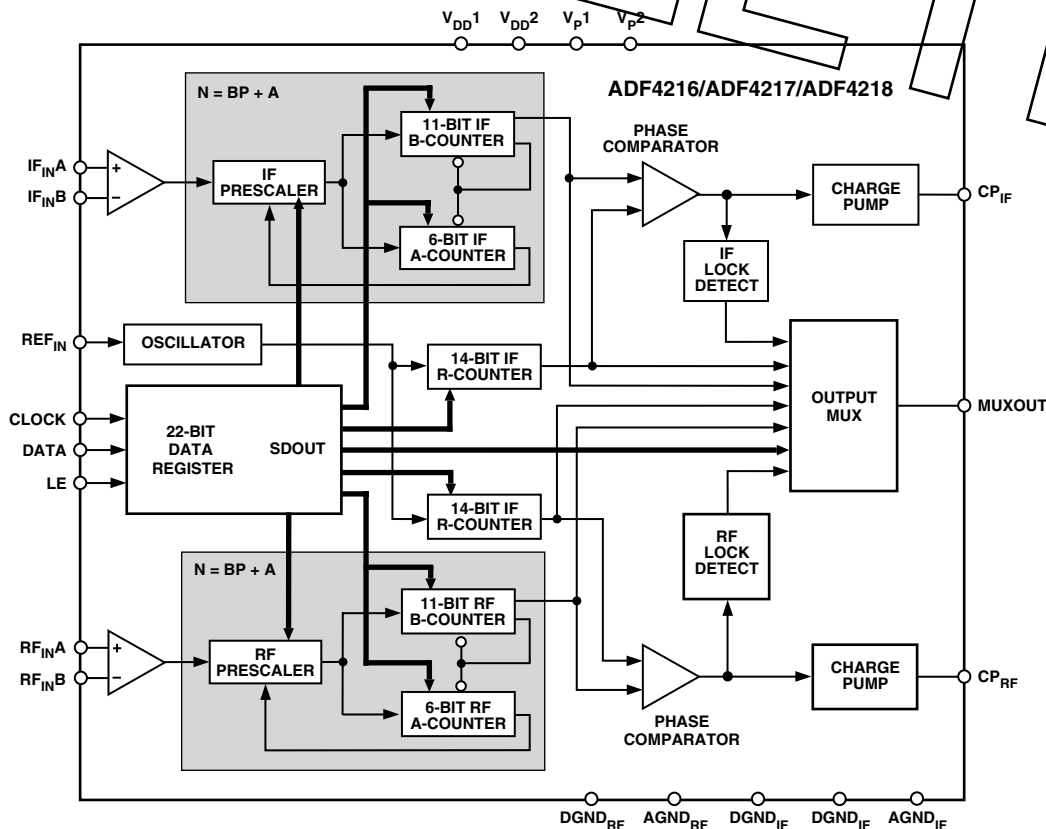 VDD1 VDD2 VP1 VP2
ADF4216/ADF4217/ADF4218
N = BP + A
11-BIT IF
B-COUNTER
PHASE
COMPARATOR
IFINA
IFINB
+
−
IF
PRESCALER
CHARGE
PUMP
CPIF
6-BIT IF
A-COUNTER
IF
LOCK
DETECT
REFIN
OSCILLATOR
14-BIT IF
R-COUNTER
OUTPUT
MUX
MUXOUT
CLOCK
DATA
LE
22-BIT
DATA
REGISTER
SDOUT
14-BIT IF
R-COUNTER
RF
LOCK
DETECT
N = BP + A
11-BIT RF
B-COUNTER
RFINA
RFINB
+
−
RF
PRESCALER
CHARGE
PUMP
CPRF
6-BIT RF
A-COUNTER
PHASE
COMPARATOR
DGNDRF AGNDRF DGNDIF DGNDIF AGNDIF